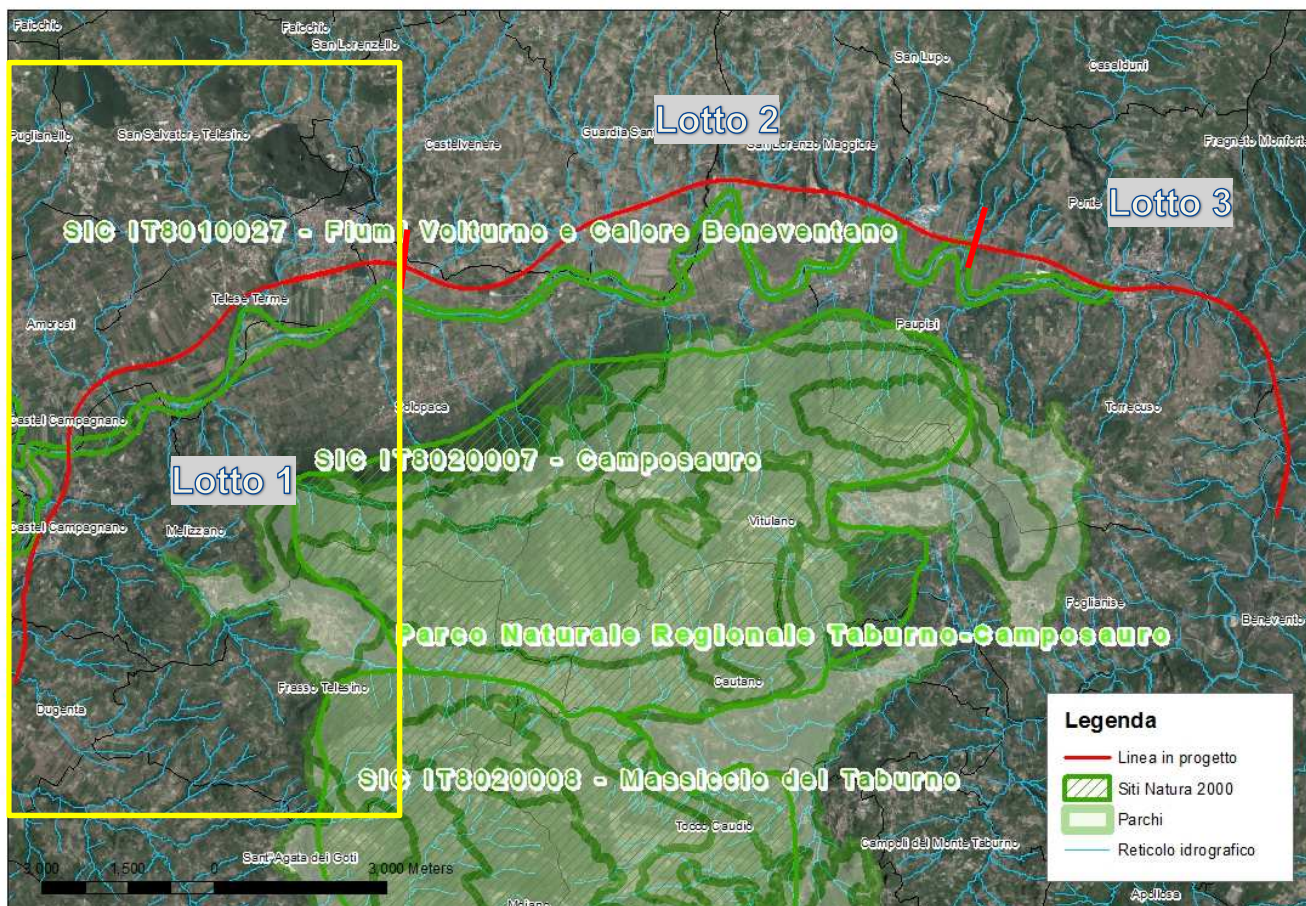 Faicchio
Faicchio
San Lorenzello
San Lupo
Casalduni
Puglianello
San Salvatore Telesino
Castelvenere
Guardia San
Lotto 2
San Lorenzo Maggiore
Fragneto Monforte
Ponte
Lotto 3
SIC IT8010027 - Fiumi Volturno e Calore Beneventano
Telese Terme
Amorosi
Paupisi
Castel Campagnano
Solopaca
Torrecuso
SIC IT8020007 - Camposauro
Lotto 1
Castel Campagnano
Melizzano
Vitulano
Foglianise
Benevento
Parco Naturale Regionale Taburno-Camposauro
Frasso Telesino
Cautano
Dugenta
SIC IT8020008 - Massiccio del Taburno
Tocco Caudio
Campoli del Monte Taburno
Sant'Agata dei Goti
3,000 1,500 0 3,000 Meters
Moiano
Apollosa
Legenda
Linea in progetto
Siti Natura 2000
Parchi
Reticolo idrografico